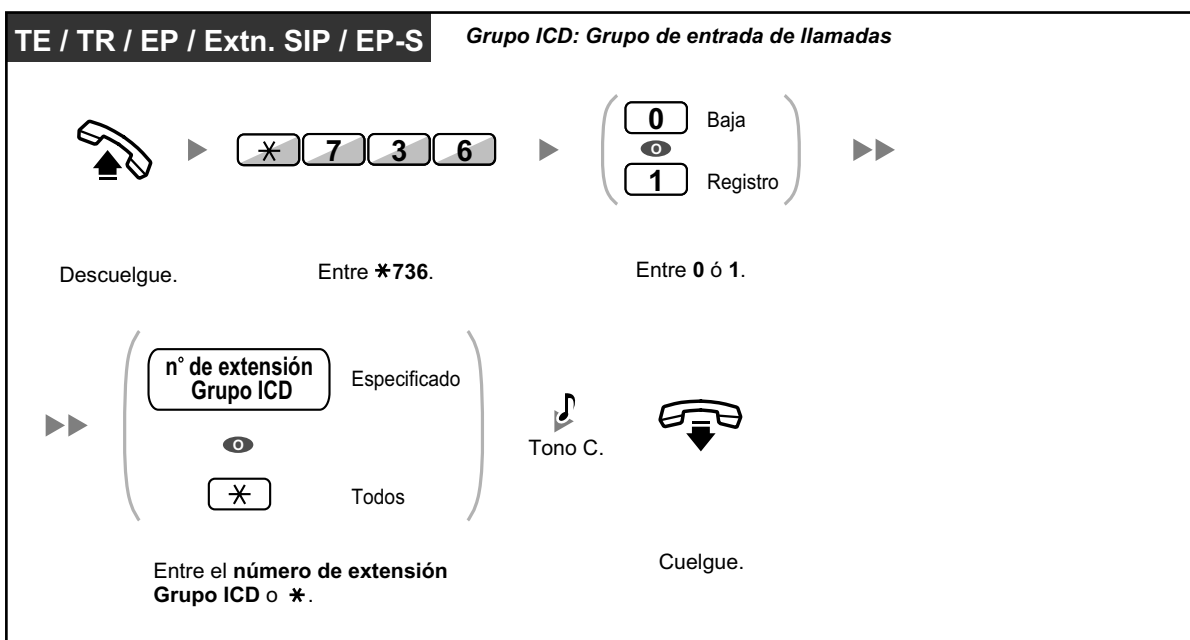 TE / TR / EP / Extn. SIP / EP-S
Grupo ICD: Grupo de entrada de llamadas
0 Baja
o
1 Registro
* 7 3 6
Descuelgue.
Entre *736.
Entre 0 ó 1.
n° de extensión
Grupo ICD
Especificado
o
* Todos
Tono C.
Entre el número de extensión
Grupo ICD o *.
Cuelgue.